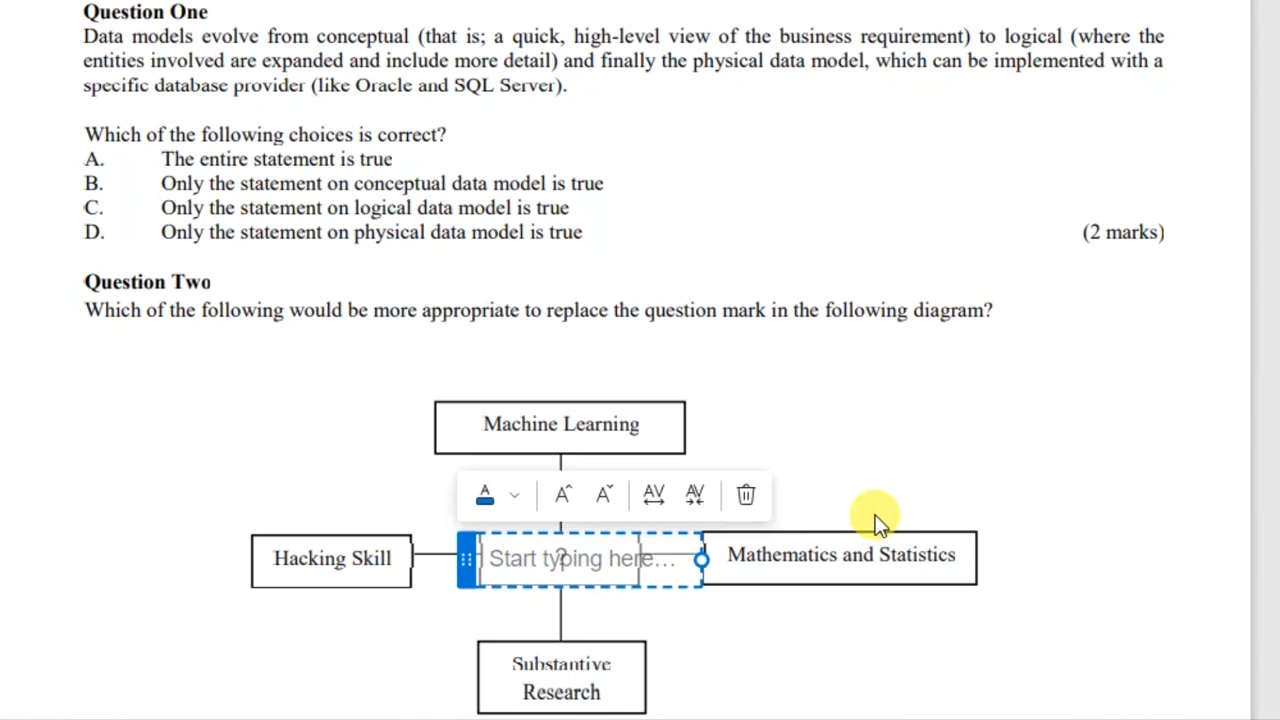 Question One
Data models evolve from conceptual (that is; a quick, high-level view of the business requirement) to logical (where the
entities involved are expanded and include more detail) and finally the physical data model, which can be implemented with a
specific database provider (like Oracle and SQL Server).
Which of the following choices is correct?
A. The entire statement is true
B. Only the statement on conceptual data model is true
C. Only the statement on logical data model is true
D. Only the statement on physical data model is true (2 marks)
Question Two
Which of the following would be more appropriate to replace the question mark in the following diagram?
Machine Learning
A A A AV AV
Hacking Skill Start typing here... ? Mathematics and Statistics
Substantive
Research